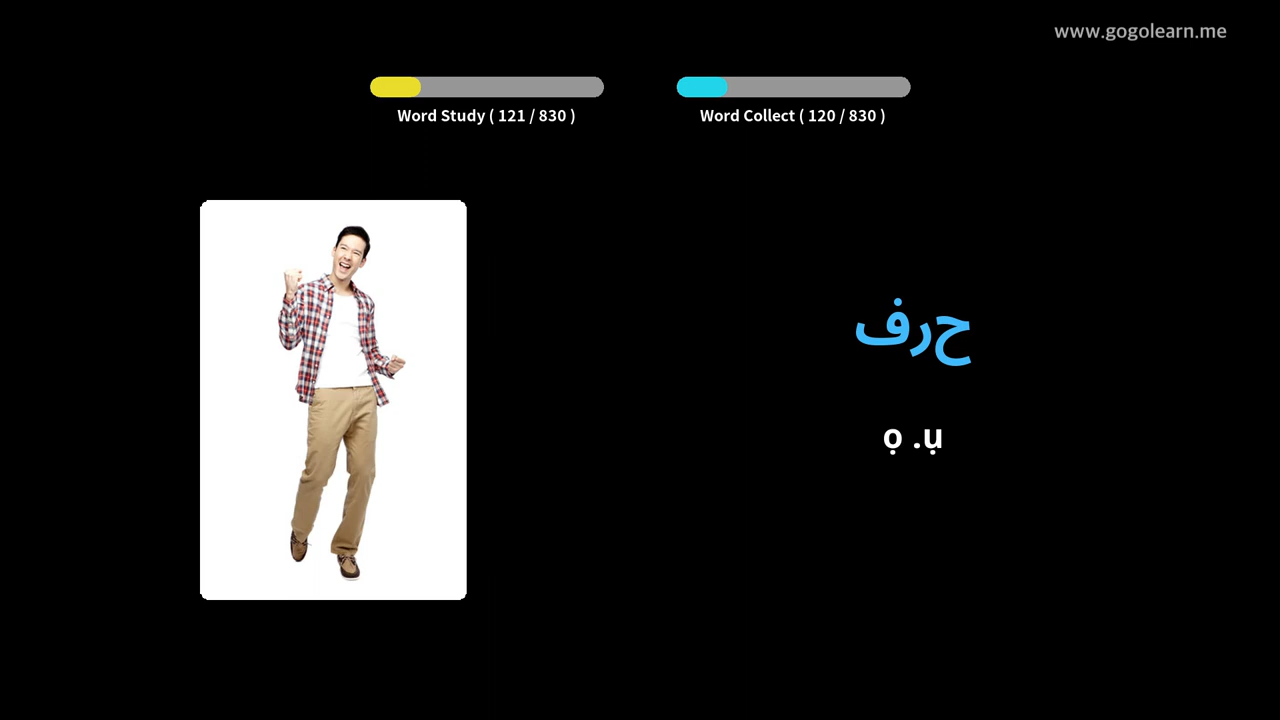 www.gogolearn.me
Word Study ( 121 / 830 )
Word Collect ( 120 / 830 )
حرف
ọ .ụ